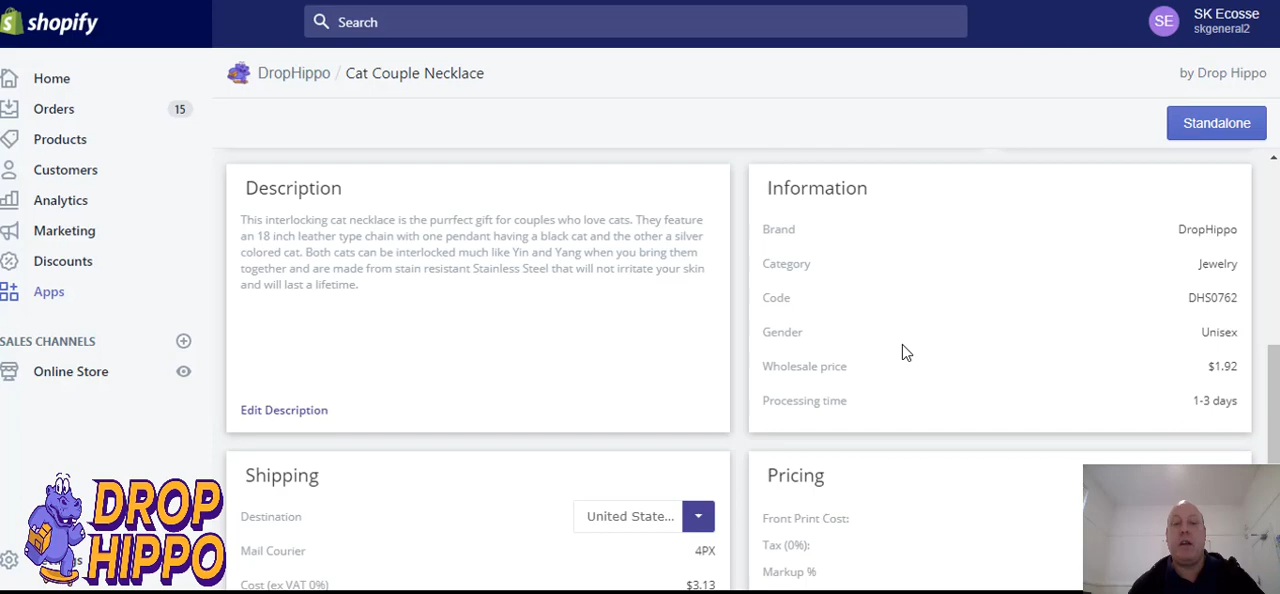 shopify
Search
SE
SK Ecosse
skgeneral2
Home
Orders
15
Products
Customers
Analytics
Marketing
Discounts
Apps
SALES CHANNELS
Online Store
DropHippo / Cat Couple Necklace
by Drop Hippo
Standalone
Description
This interlocking cat necklace is the purrfect gift for couples who love cats. They feature
an 18 inch leather type chain with one pendant having a black cat and the other a silver
colored cat. Both cats can be interlocked much like Yin and Yang when you bring them
together and are made from stain resistant Stainless Steel that will not irritate your skin
and will last a lifetime.
Edit Description
Information
Brand DropHippo
Category Jewelry
Code DHS0762
Gender Unisex
Wholesale price $1.92
Processing time 1-3 days
Shipping
Destination United State...
Mail Courier 4PX
Cost (ex VAT 0%) $3.13
Pricing
Front Print Cost:
Tax (0%):
Markup %
DROP
HIPPO